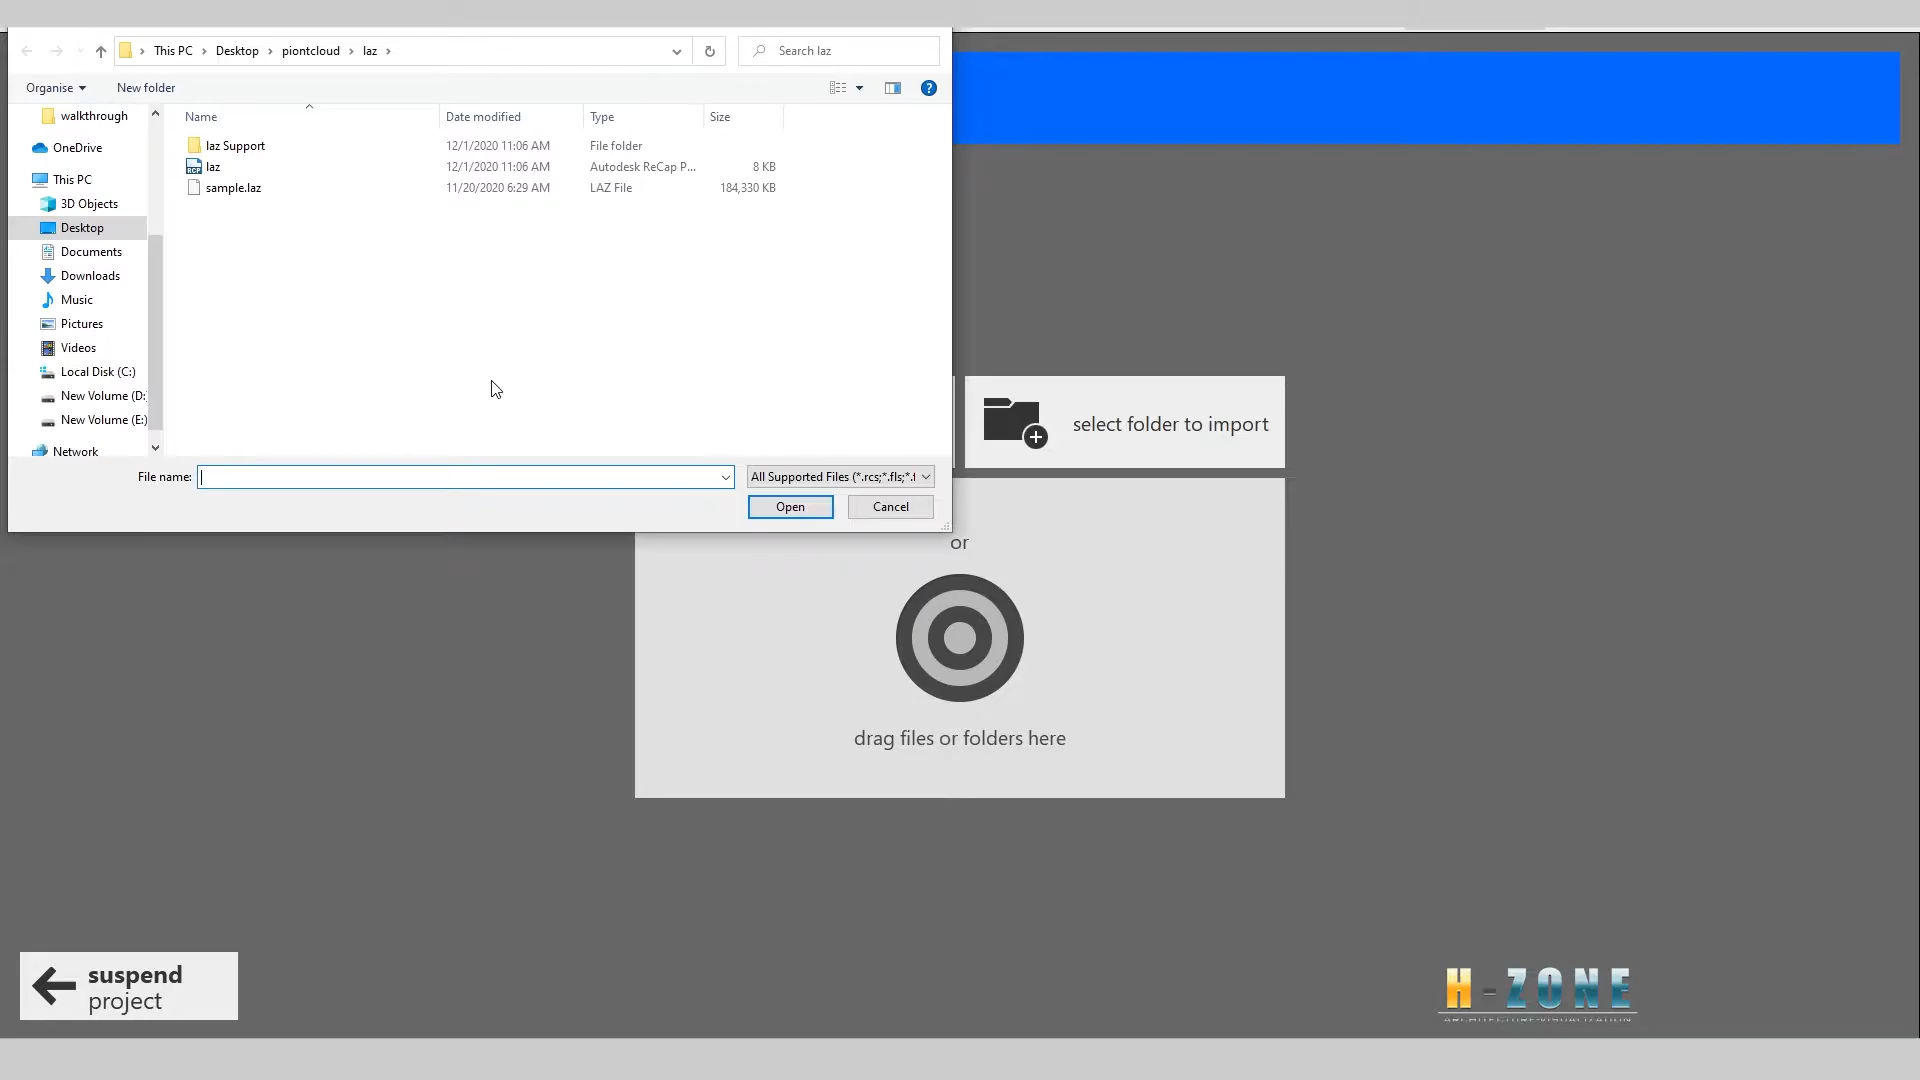 This PC > Desktop > piontcloud > laz >
Search laz
Organise
New folder
Name Date modified Type Size
laz Support 12/1/2020 11:06 AM File folder
laz 12/1/2020 11:06 AM Autodesk ReCap P... 8 KB
sample.laz 11/20/2020 6:29 AM LAZ File 184,330 KB
walkthrough
OneDrive
This PC
3D Objects
Desktop
Documents
Downloads
Music
Pictures
Videos
Local Disk (C:)
New Volume (D:
New Volume (E:)
Network
File name:
All Supported Files (*.rcs;*.fls;*.f
Open
Cancel
select folder to import
or
drag files or folders here
suspend
project
H-ZONE
ARCHITECTURE-VISUALIZATION